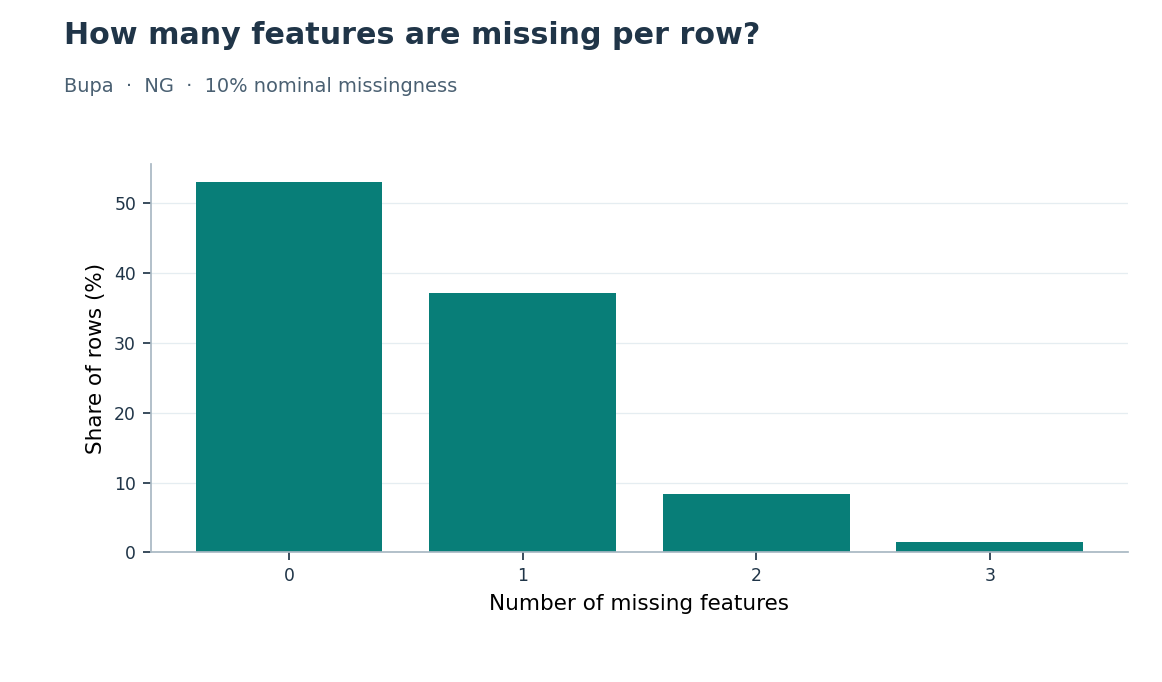 How many features are missing per row?
Bupa · NG · 10% nominal missingness
Share of rows (%)
50
40
30
20
10
0
0 1 2 3
Number of missing features